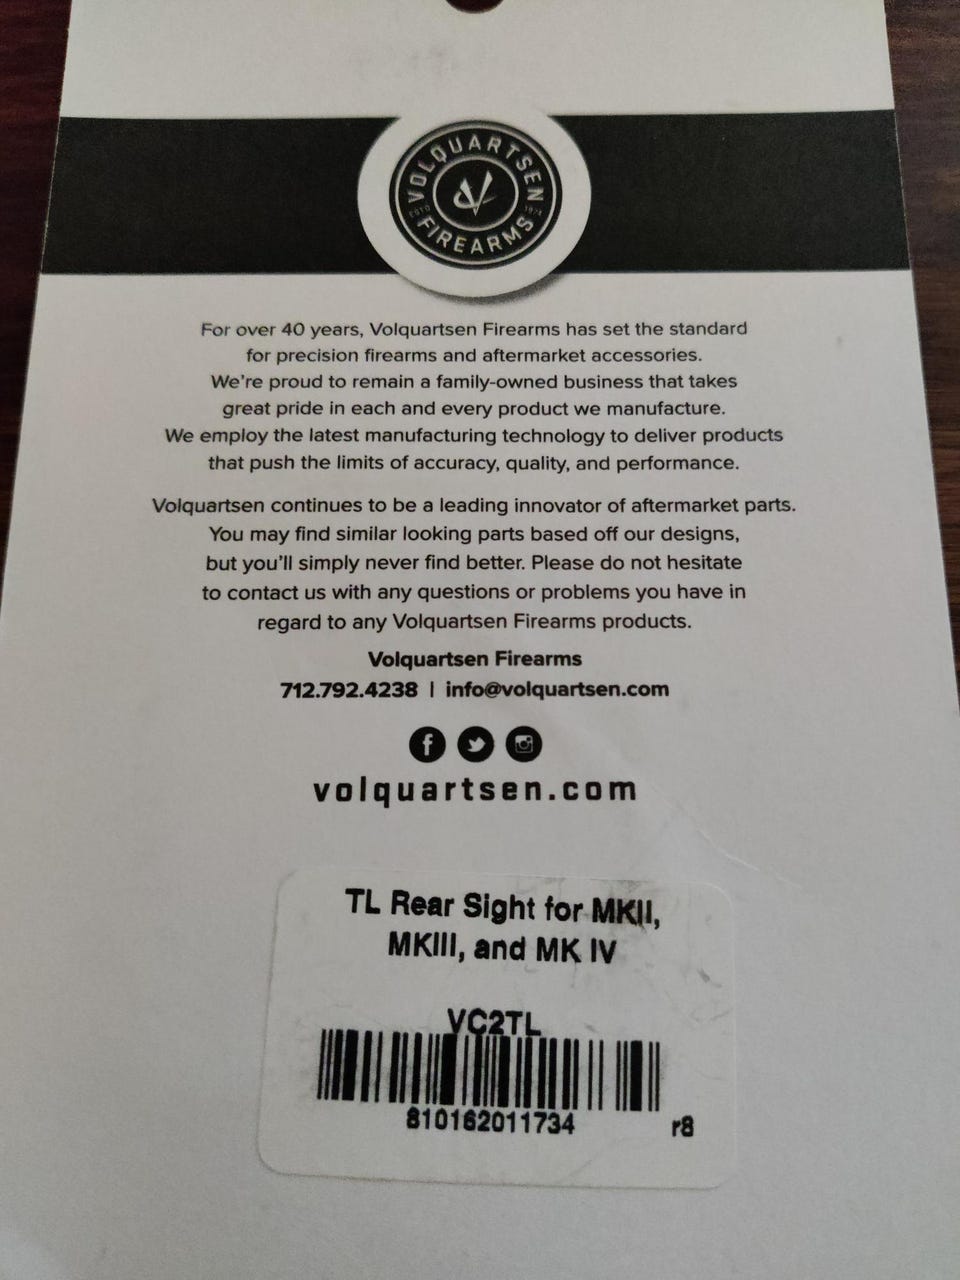 VOLQUARTSEN
ESTD 1974
FIREARMS
For over 40 years, Volquartsen Firearms has set the standard
for precision firearms and aftermarket accessories.
We're proud to remain a family-owned business that takes
great pride in each and every product we manufacture.
We employ the latest manufacturing technology to deliver products
that push the limits of accuracy, quality, and performance.
Volquartsen continues to be a leading innovator of aftermarket parts.
You may find similar looking parts based off our designs,
but you'll simply never find better. Please do not hesitate
to contact us with any questions or problems you have in
regard to any Volquartsen Firearms products.
Volquartsen Firearms
712.792.4238 | info@volquartsen.com
volquartsen.com
TL Rear Sight for MKII,
MKIII, and MK IV
VC2TL
810162011734
r8